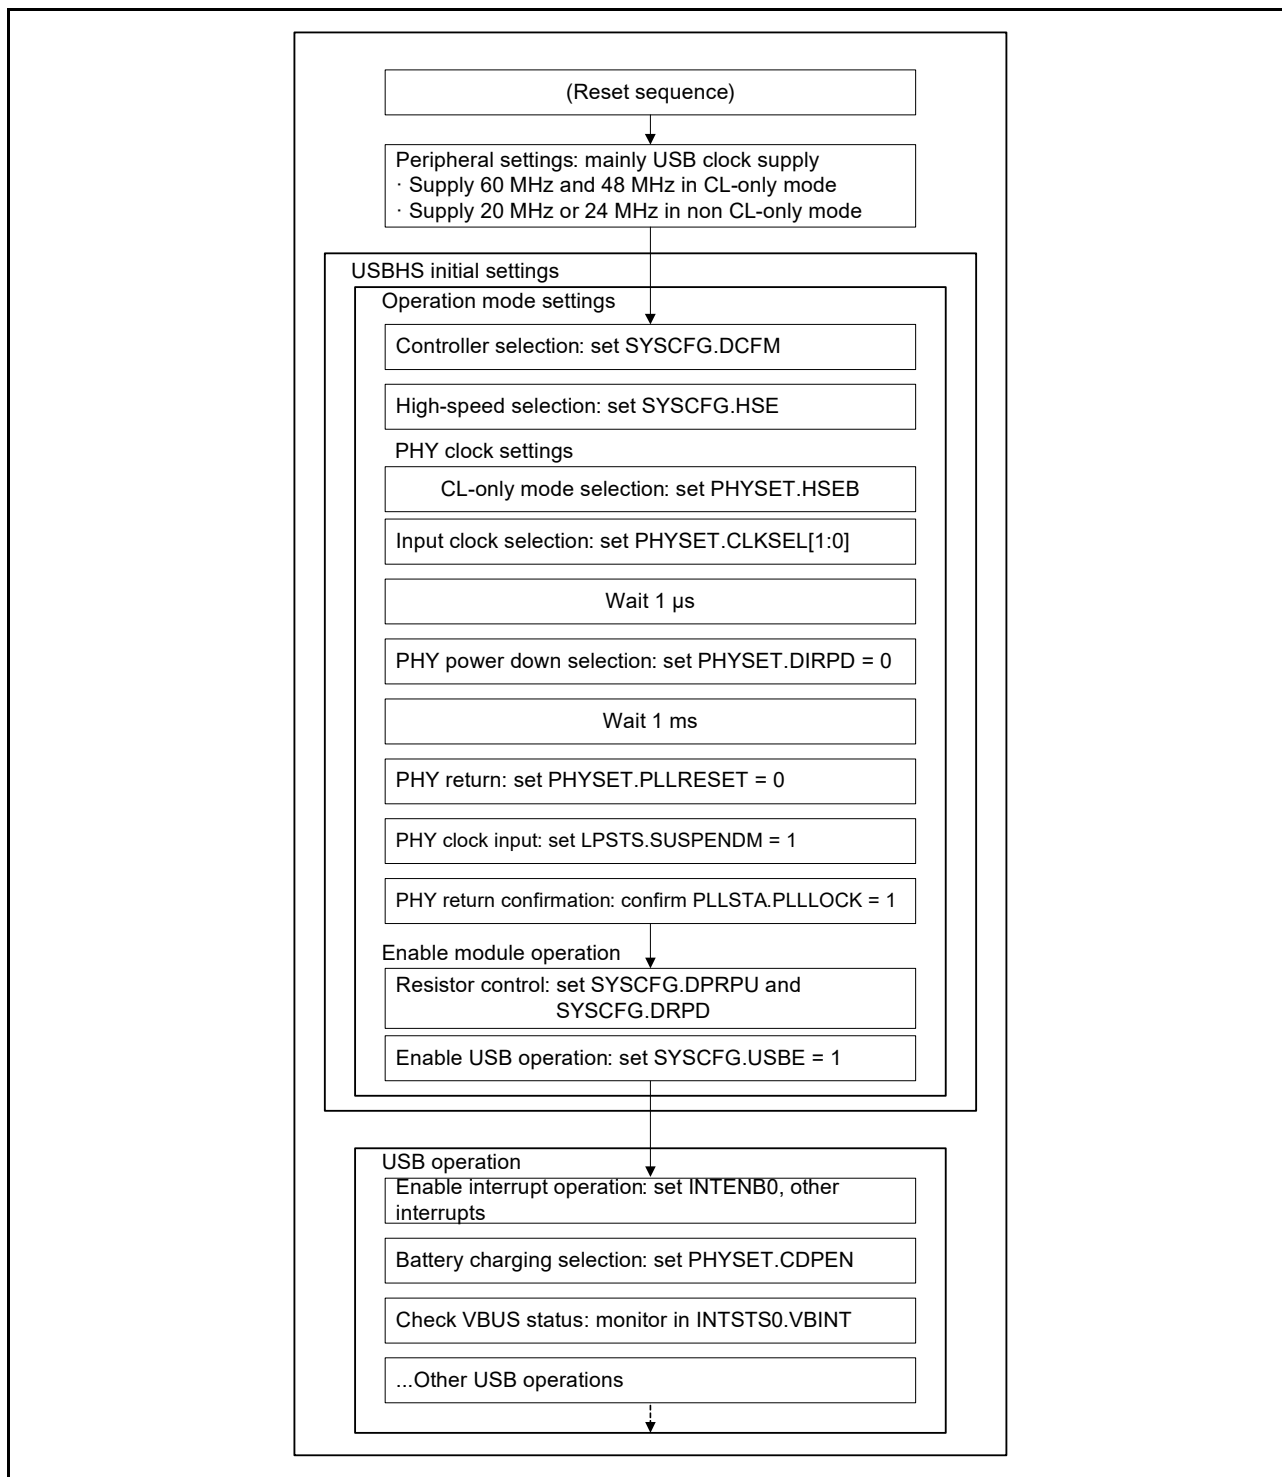 (Reset sequence)
Peripheral settings: mainly USB clock supply
· Supply 60 MHz and 48 MHz in CL-only mode
· Supply 20 MHz or 24 MHz in non CL-only mode
USBHS initial settings
Operation mode settings
Controller selection: set SYSCFG.DCFM
High-speed selection: set SYSCFG.HSE
PHY clock settings
CL-only mode selection: set PHYSET.HSEB
Input clock selection: set PHYSET.CLKSEL[1:0]
Wait 1 µs
PHY power down selection: set PHYSET.DIRPD = 0
Wait 1 ms
PHY return: set PHYSET.PLLRESET = 0
PHY clock input: set LPSTS.SUSPENDM = 1
PHY return confirmation: confirm PLLSTA.PLLLOCK = 1
Enable module operation
Resistor control: set SYSCFG.DPRPU and
SYSCFG.DRPD
Enable USB operation: set SYSCFG.USBE = 1
USB operation
Enable interrupt operation: set INTENB0, other
interrupts
Battery charging selection: set PHYSET.CDPEN
Check VBUS status: monitor in INTSTS0.VBINT
...Other USB operations